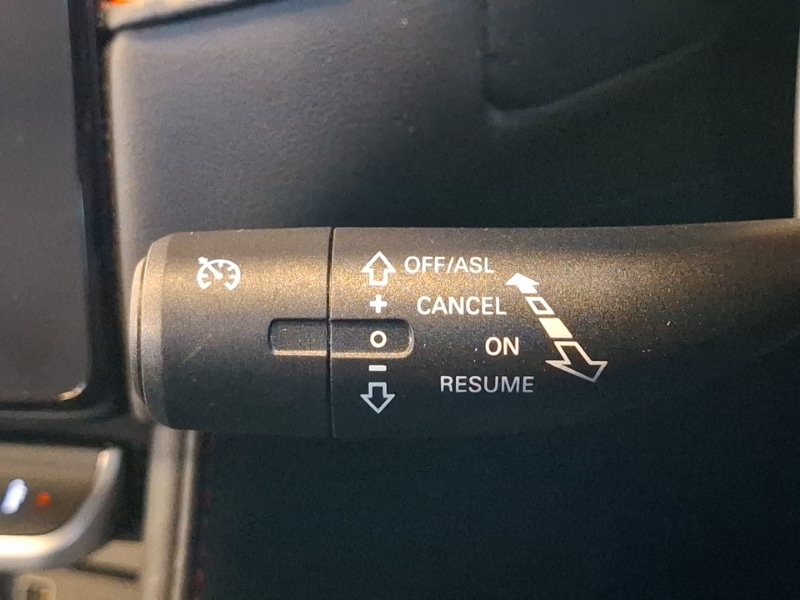 OFF/ASL
+ CANCEL
O ON
– RESUME